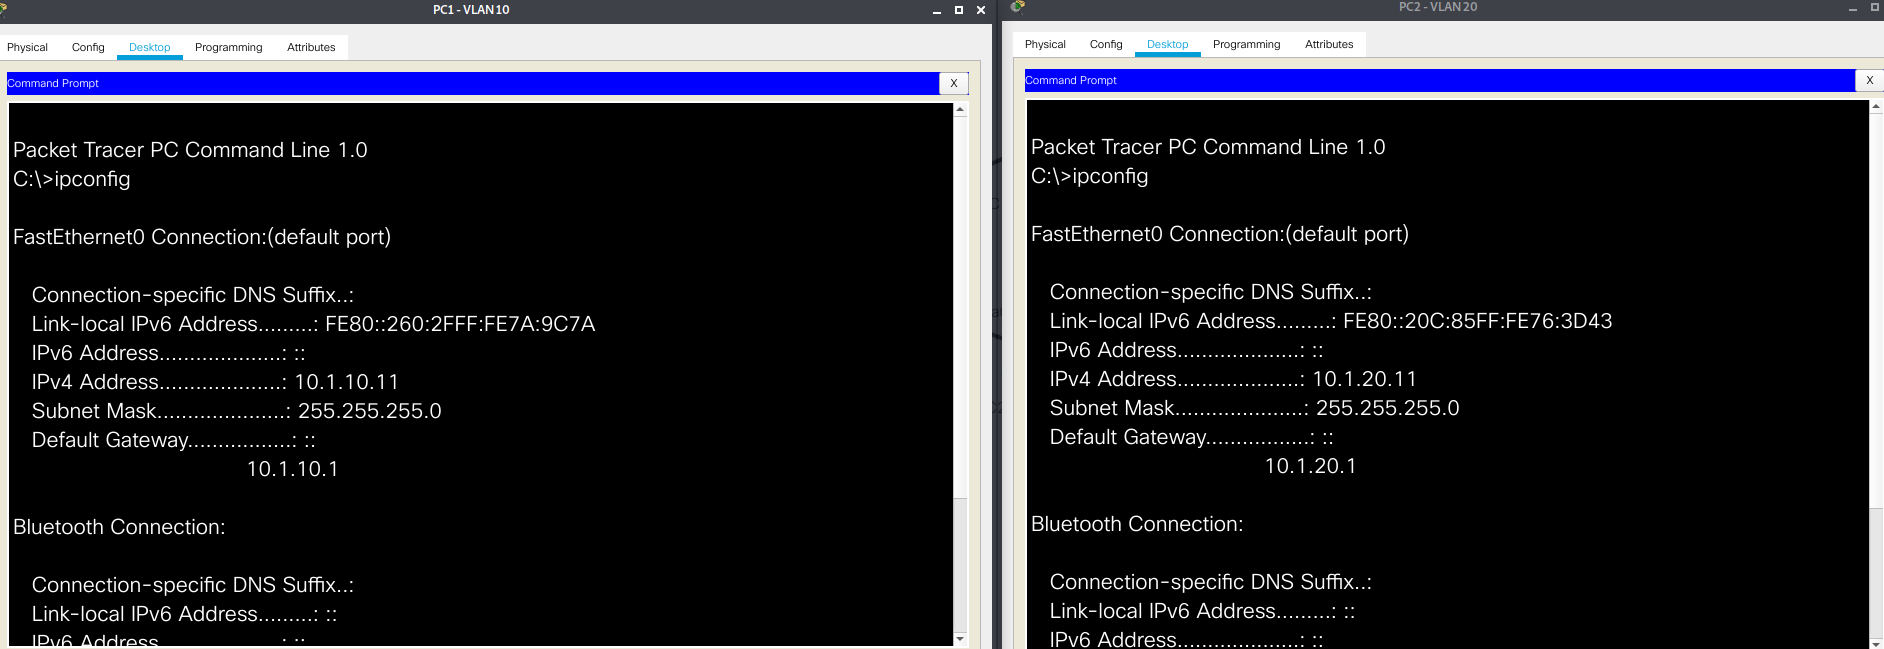 PC1 - VLAN 10
Physical Config Desktop Programming Attributes
Command Prompt
X
Packet Tracer PC Command Line 1.0
C:\>ipconfig
FastEthernet0 Connection:(default port)
Connection-specific DNS Suffix..:
Link-local IPv6 Address.........: FE80::260:2FFF:FE7A:9C7A
IPv6 Address....................: ::
IPv4 Address....................: 10.1.10.11
Subnet Mask.....................: 255.255.255.0
Default Gateway.................: ::
10.1.10.1
Bluetooth Connection:
Connection-specific DNS Suffix..:
Link-local IPv6 Address.........: ::
IPv6 Address....................: ::
PC2 - VLAN 20
Physical Config Desktop Programming Attributes
Command Prompt
X
Packet Tracer PC Command Line 1.0
C:\>ipconfig
FastEthernet0 Connection:(default port)
Connection-specific DNS Suffix..:
Link-local IPv6 Address.........: FE80::20C:85FF:FE76:3D43
IPv6 Address....................: ::
IPv4 Address....................: 10.1.20.11
Subnet Mask.....................: 255.255.255.0
Default Gateway.................: ::
10.1.20.1
Bluetooth Connection:
Connection-specific DNS Suffix..:
Link-local IPv6 Address.........: ::
IPv6 Address....................: ::